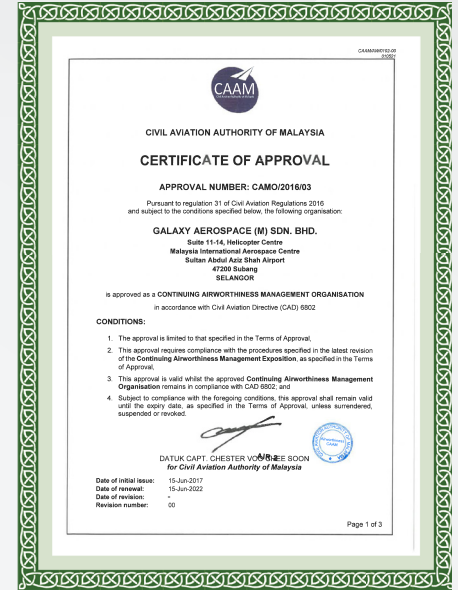 CAAM/AW/0102-00
010921
CAAM
CIVIL AVIATION AUTHORITY OF MALAYSIA
CERTIFICATE OF APPROVAL
APPROVAL NUMBER: CAMO/2016/03
Pursuant to regulation 31 of Civil Aviation Regulations 2016
and subject to the conditions specified below, the following organisation:
GALAXY AEROSPACE (M) SDN. BHD.
Suite 11-14, Helicopter Centre
Malaysia International Aerospace Centre
Sultan Abdul Aziz Shah Airport
47200 Subang
SELANGOR
is approved as a CONTINUING AIRWORTHINESS MANAGEMENT ORGANISATION
in accordance with Civil Aviation Directive (CAD) 6802
CONDITIONS:
1. The approval is limited to that specified in the Terms of Approval,
2. This approval requires compliance with the procedures specified in the latest revision
of the Continuing Airworthiness Management Exposition, as specified in the Terms
of Approval,
3. This approval is valid whilst the approved Continuing Airworthiness Management
Organisation remains in compliance with CAD 6802; and
4. Subject to compliance with the foregoing conditions, this approval shall remain valid
until the expiry date, as specified in the Terms of Approval, unless surrendered,
suspended or revoked.
DATUK CAPT. CHESTER VOO CHEE SOON
for Civil Aviation Authority of Malaysia
Date of initial issue: 15-Jun-2017
Date of renewal: 15-Jun-2022
Date of revision: -
Revision number: 00
Page 1 of 3